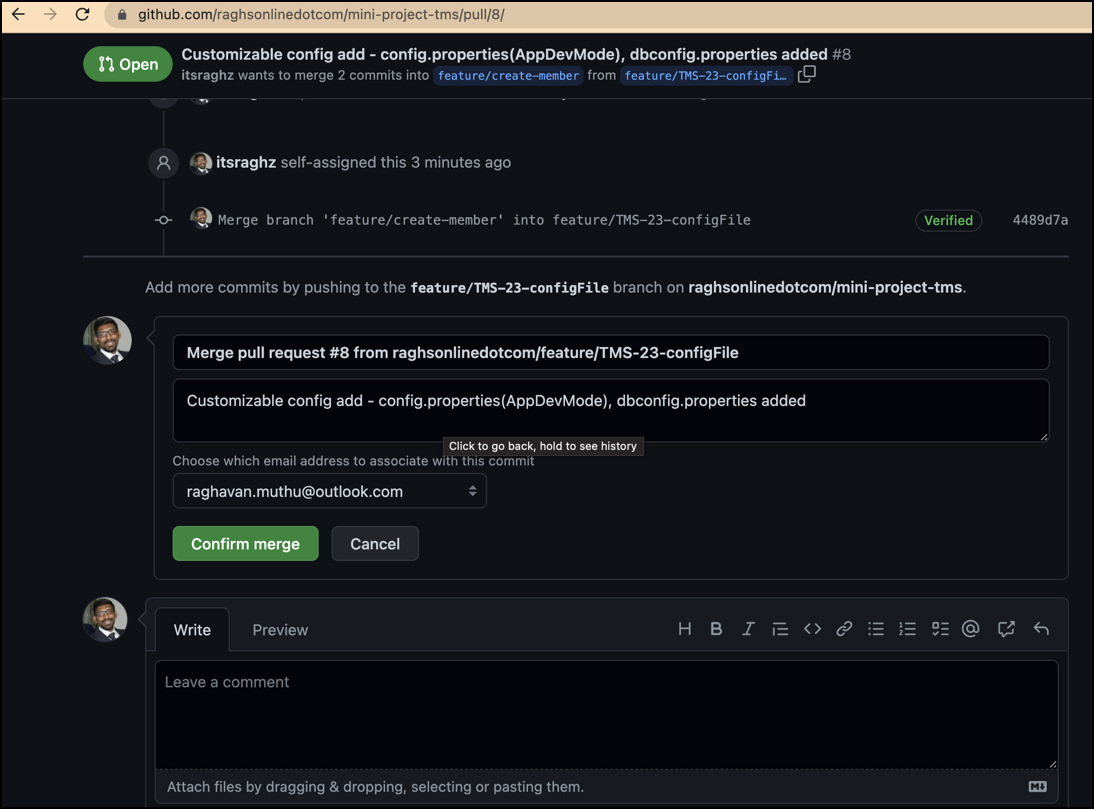 github.com/raghsonlinedotcom/mini-project-tms/pull/8/
Open
Customizable config add - config.properties(AppDevMode), dbconfig.properties added #8
itsraghz wants to merge 2 commits into feature/create-member from feature/TMS-23-configFi…
itsraghz self-assigned this 3 minutes ago
Merge branch 'feature/create-member' into feature/TMS-23-configFile Verified 4489d7a
Add more commits by pushing to the feature/TMS-23-configFile branch on raghsonlinedotcom/mini-project-tms.
Merge pull request #8 from raghsonlinedotcom/feature/TMS-23-configFile
Customizable config add - config.properties(AppDevMode), dbconfig.properties added
Click to go back, hold to see history
Choose which email address to associate with this commit
raghavan.muthu@outlook.com
Confirm merge Cancel
Write Preview
Leave a comment
Attach files by dragging & dropping, selecting or pasting them.